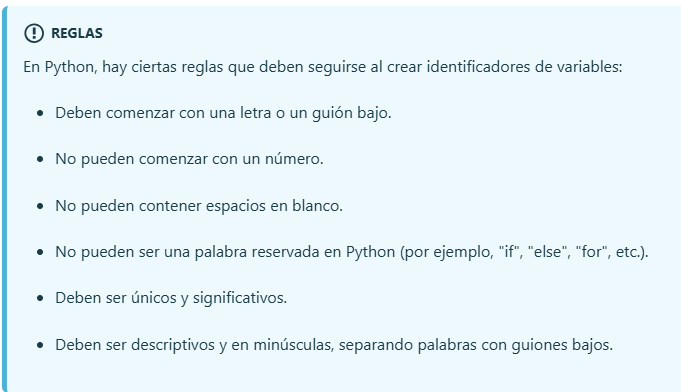 REGLAS
En Python, hay ciertas reglas que deben seguirse al crear identificadores de variables:
• Deben comenzar con una letra o un guión bajo.
• No pueden comenzar con un número.
• No pueden contener espacios en blanco.
• No pueden ser una palabra reservada en Python (por ejemplo, "if", "else", "for", etc.).
• Deben ser únicos y significativos.
• Deben ser descriptivos y en minúsculas, separando palabras con guiones bajos.